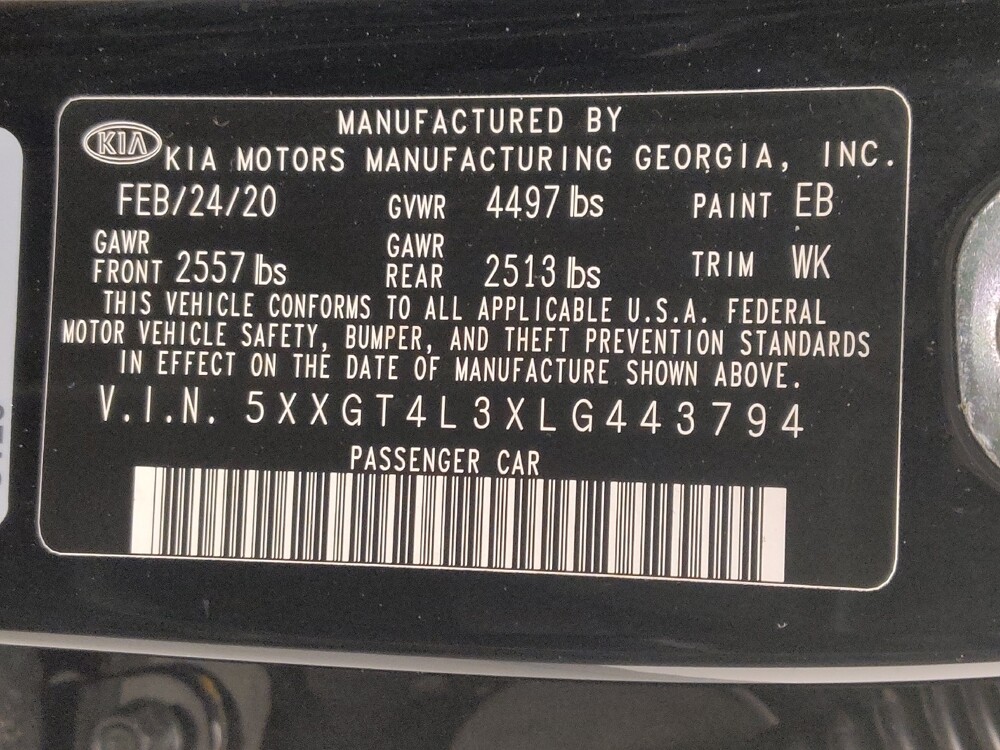 MANUFACTURED BY
KIA KIA MOTORS MANUFACTURING GEORGIA, INC.
FEB/24/20 GVWR 4497 lbs PAINT EB
GAWR FRONT 2557 lbs GAWR REAR 2513 lbs TRIM WK
THIS VEHICLE CONFORMS TO ALL APPLICABLE U.S.A. FEDERAL
MOTOR VEHICLE SAFETY, BUMPER, AND THEFT PREVENTION STANDARDS
IN EFFECT ON THE DATE OF MANUFACTURE SHOWN ABOVE.
V.I.N. 5XXGT4L3XLG443794
PASSENGER CAR